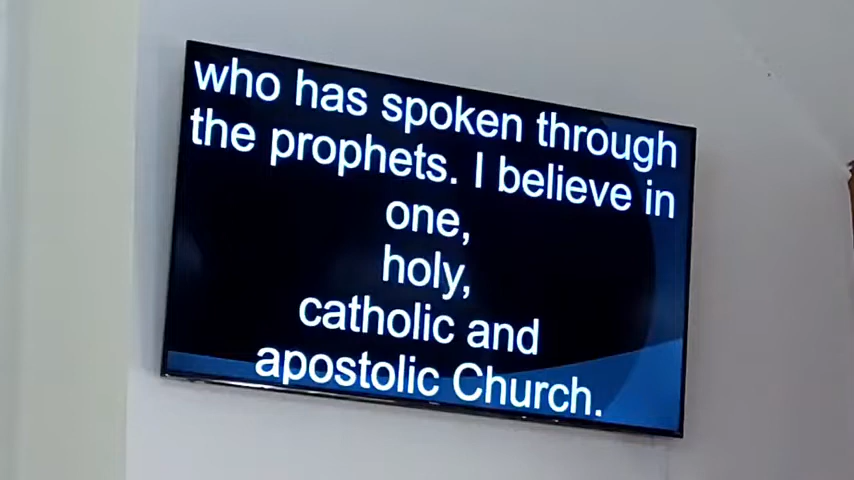 who has spoken through
the prophets. I believe in
one,
holy,
catholic and
apostolic Church.